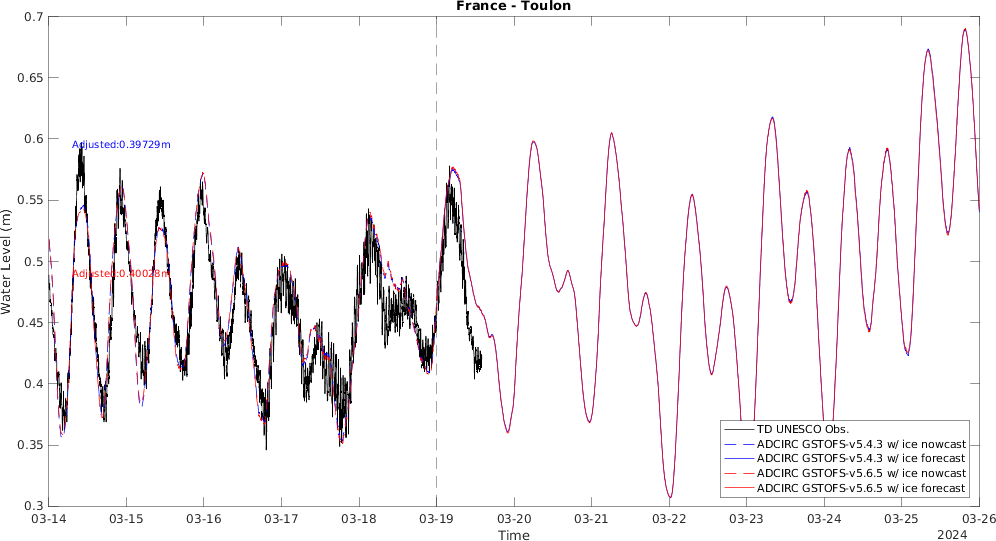 France - Toulon
0.7
0.65
0.6
0.55
0.5
0.45
0.4
0.35
0.3
Water Level (m)
Adjusted:0.39729m
Adjusted:0.40028m
TD UNESCO Obs.
ADCIRC GSTOFS-v5.4.3 w/ ice nowcast
ADCIRC GSTOFS-v5.4.3 w/ ice forecast
ADCIRC GSTOFS-v5.6.5 w/ ice nowcast
ADCIRC GSTOFS-v5.6.5 w/ ice forecast
03-14 03-15 03-16 03-17 03-18 03-19 03-20 03-21 03-22 03-23 03-24 03-25 03-26
Time
2024